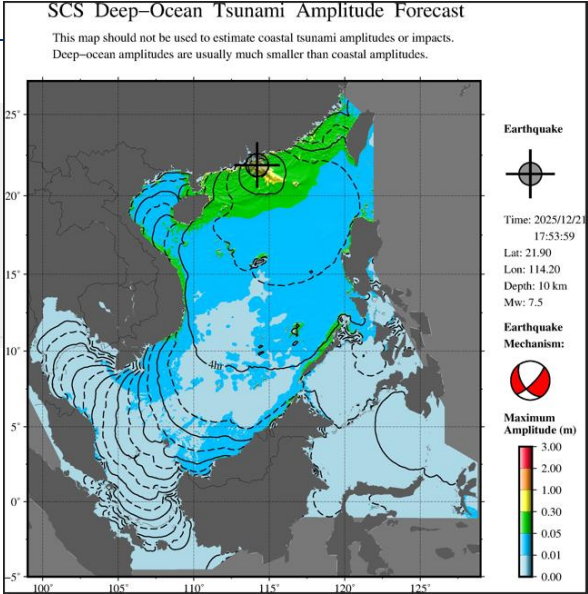 SCS Deep-Ocean Tsunami Amplitude Forecast
This map should not be used to estimate coastal tsunami amplitudes or impacts.
Deep-ocean amplitudes are usually much smaller than coastal amplitudes.
25°
20°
15°
10°
5°
0°
-5°
100°
105°
110°
115°
120°
125°
4hr
Earthquake
Time: 2025/12/21
17:53:59
Lat: 21.90
Lon: 114.20
Depth: 10 km
Mw: 7.5
Earthquake
Mechanism:
Maximum
Amplitude (m)
3.00
2.00
1.00
0.30
0.05
0.01
0.00